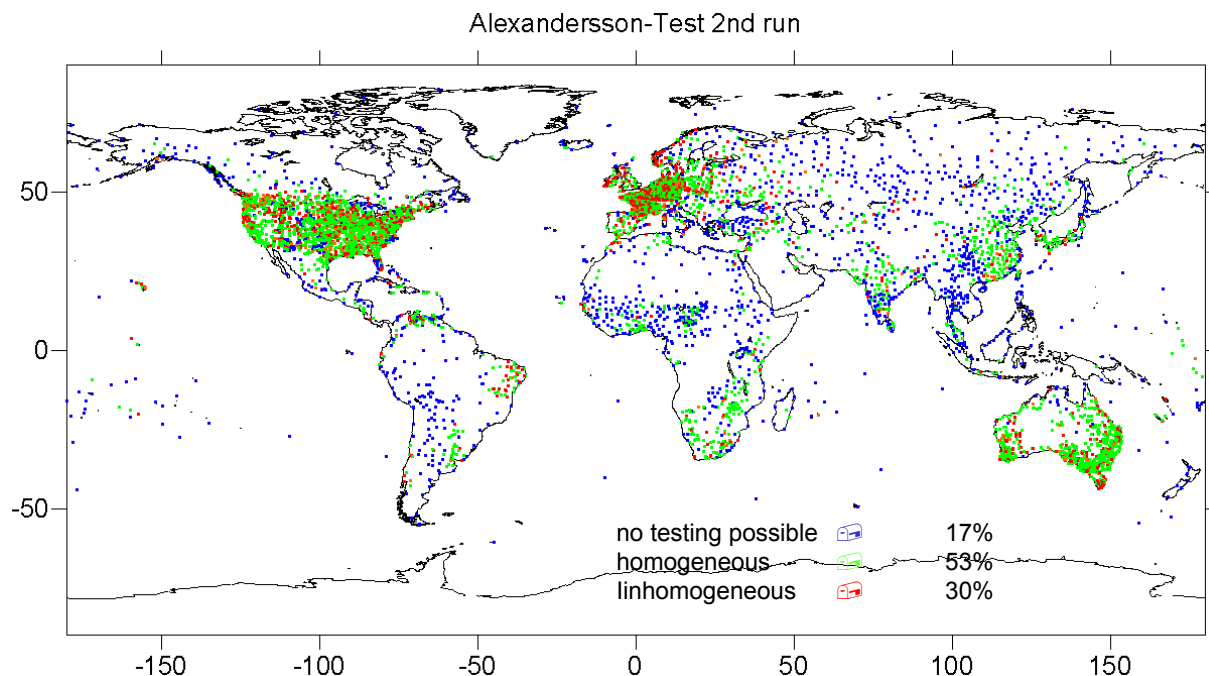 Alexandersson-Test 2nd run
50
0
-50
no testing possible 17%
homogeneous 53%
linhomogeneous 30%
-150 -100 -50 0 50 100 150